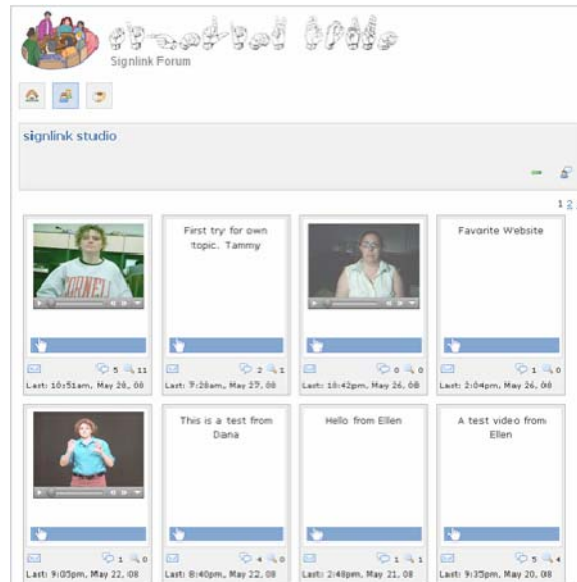 Signlink Forum
signlink studio
1 2
First try for own
topic. Tammy
Favorite Website
CORNELL
5 11
2 1
0 0
1 0
Last: 10:51am, May 28, 08
Last: 7:28am, May 27, 08
Last: 10:42pm, May 26, 08
Last: 2:04pm, May 26, 08
This is a test from
Dana
Hello from Ellen
A test video from
Ellen
1 0
4 0
1 1
5 4
Last: 9:05pm, May 22, 08
Last: 8:40pm, May 22, 08
Last: 2:48pm, May 21, 08
Last: 9:35pm, May 20, 08